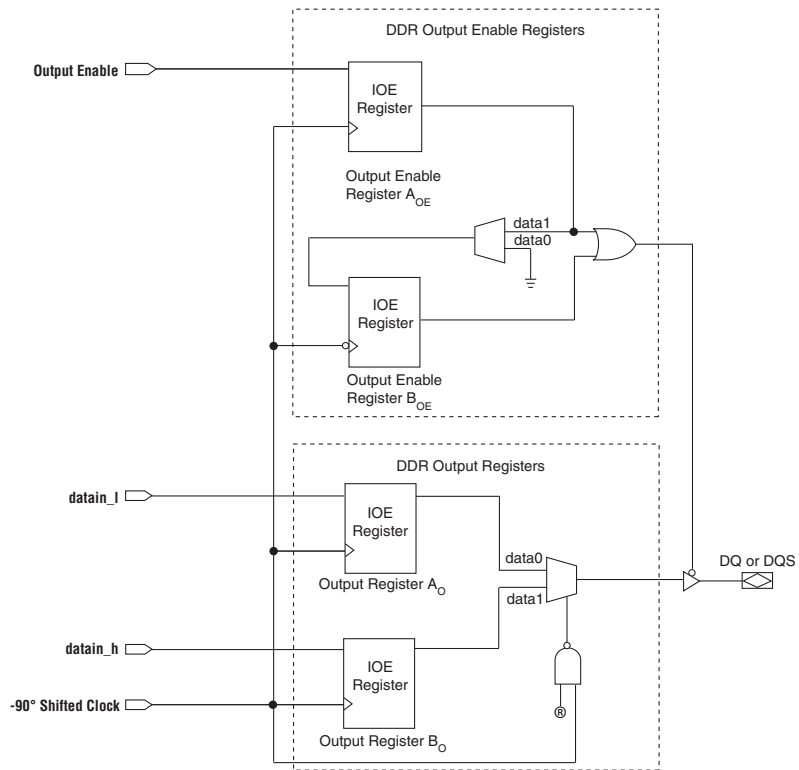 DDR Output Enable Registers
Output Enable
IOE
Register
Output Enable
Register A_OE
data1
data0
IOE
Register
Output Enable
Register B_OE
DDR Output Registers
datain_l
IOE
Register
Output Register A_O
data0
data1
DQ or DQS
datain_h
IOE
Register
-90° Shifted Clock
Output Register B_O
®